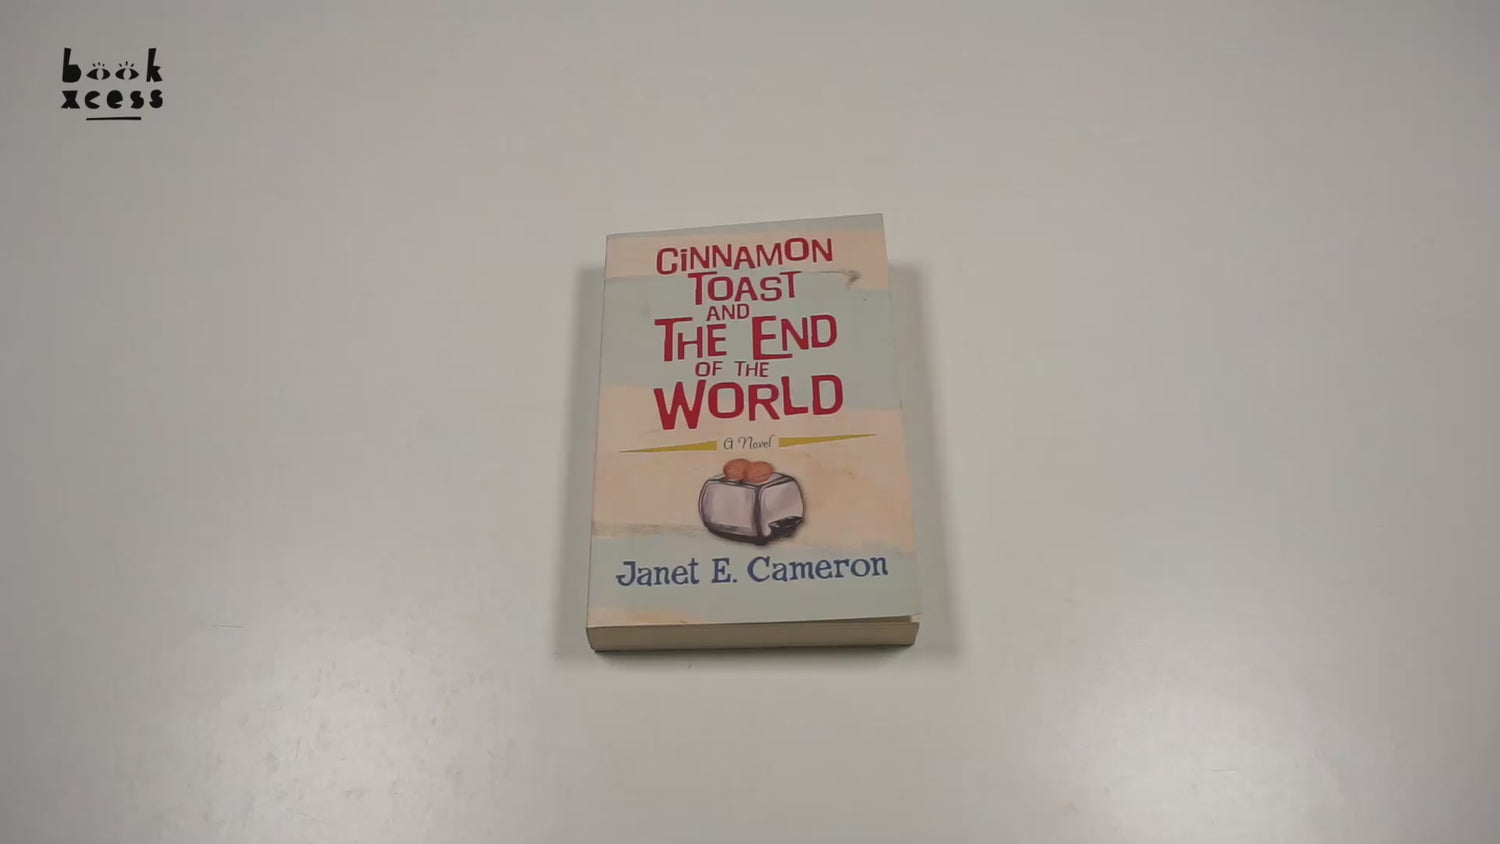 book
xcess
CiNNAMON
TOAST
AND
THE END
OF THE
WORLD
A Novel
Janet E. Cameron